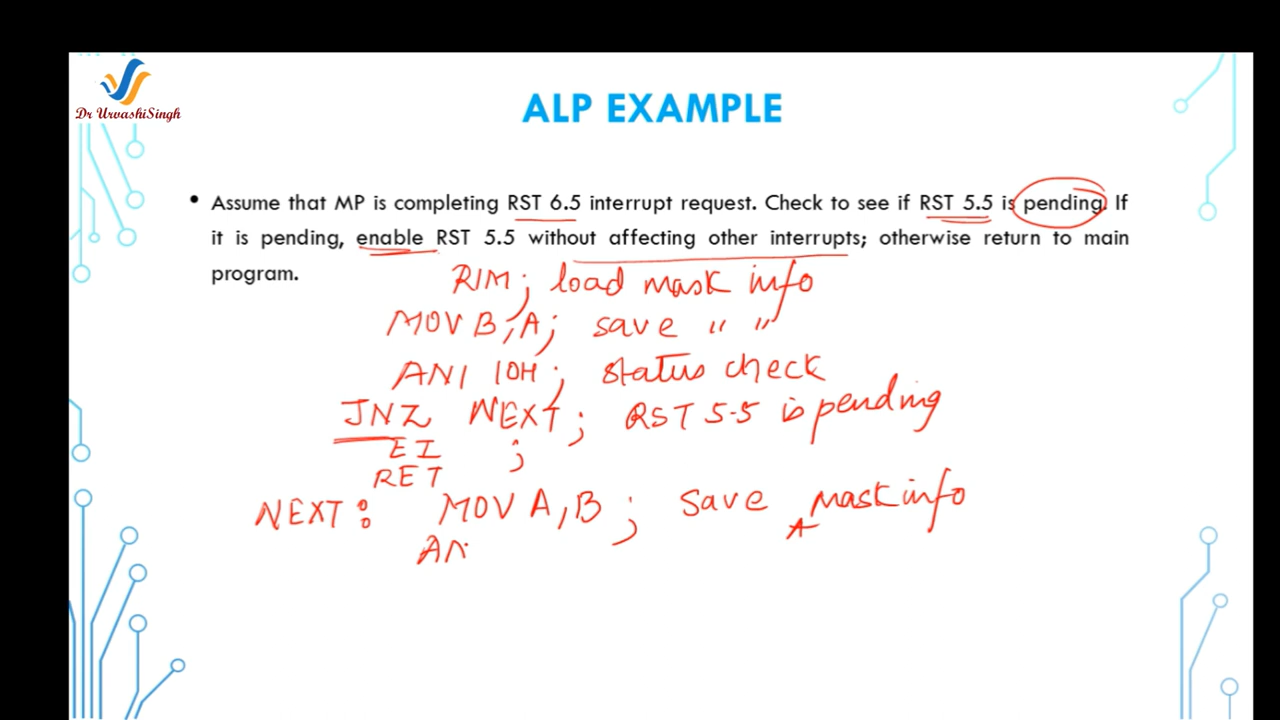 Dr UrvashiSingh
ALP EXAMPLE
• Assume that MP is completing RST 6.5 interrupt request. Check to see if RST 5.5 is pending. If
it is pending, enable RST 5.5 without affecting other interrupts; otherwise return to main
program.
RIM; load mask info
MOV B,A; save " "
ANI 10H; status check
JNZ NEXT; RST 5.5 is pending
EI ;
RET
NEXT: MOV A,B; save A mask info
AN